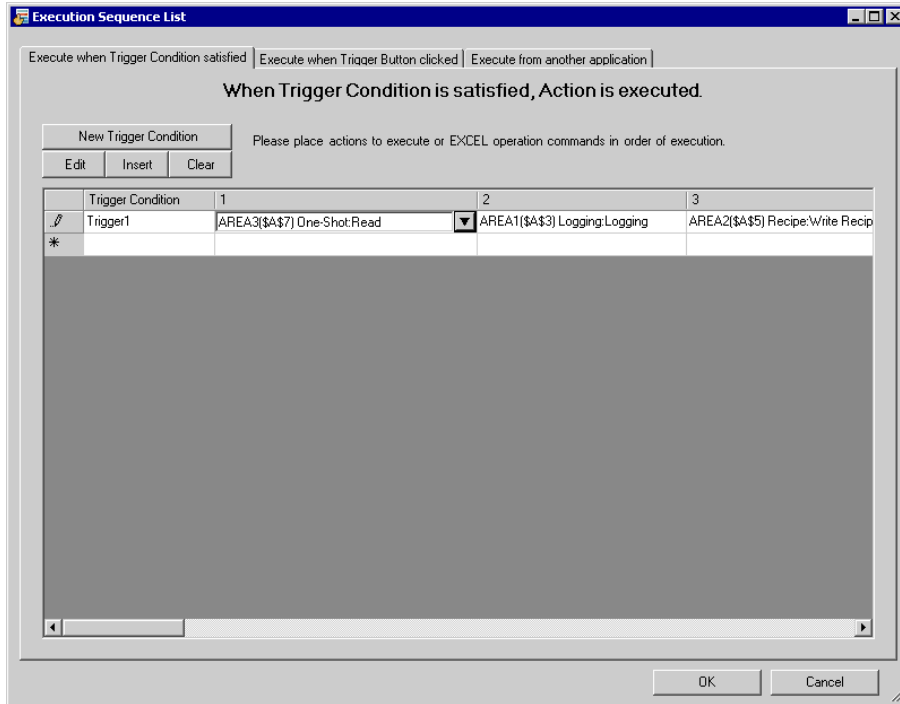 Execution Sequence List
Execute when Trigger Condition satisfied Execute when Trigger Button clicked Execute from another application
When Trigger Condition is satisfied, Action is executed.
New Trigger Condition
Please place actions to execute or EXCEL operation commands in order of execution.
Edit Insert Clear
Trigger Condition 1 2 3
Trigger1 AREA3($A$7) One-Shot:Read AREA1($A$3) Logging:Logging AREA2($A$5) Recipe:Write Recip
OK Cancel